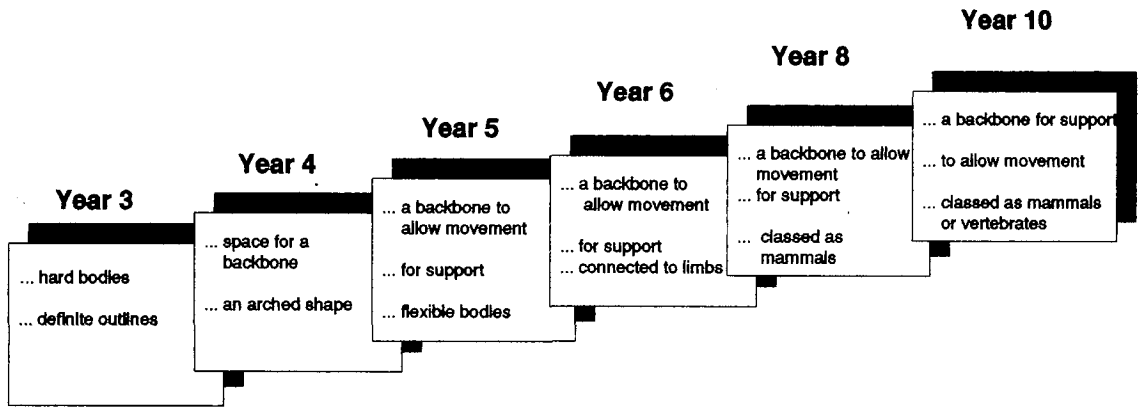 Year 3
... hard bodies
... definite outlines
Year 4
... space for a
backbone
... an arched shape
Year 5
... a backbone to
allow movement
... for support
... flexible bodies
Year 6
... a backbone to
allow movement
... for support
... connected to limbs
Year 8
... a backbone to allow
movement
... for support
... classed as
mammals
Year 10
... a backbone for support
... to allow movement
... classed as mammals
or vertebrates